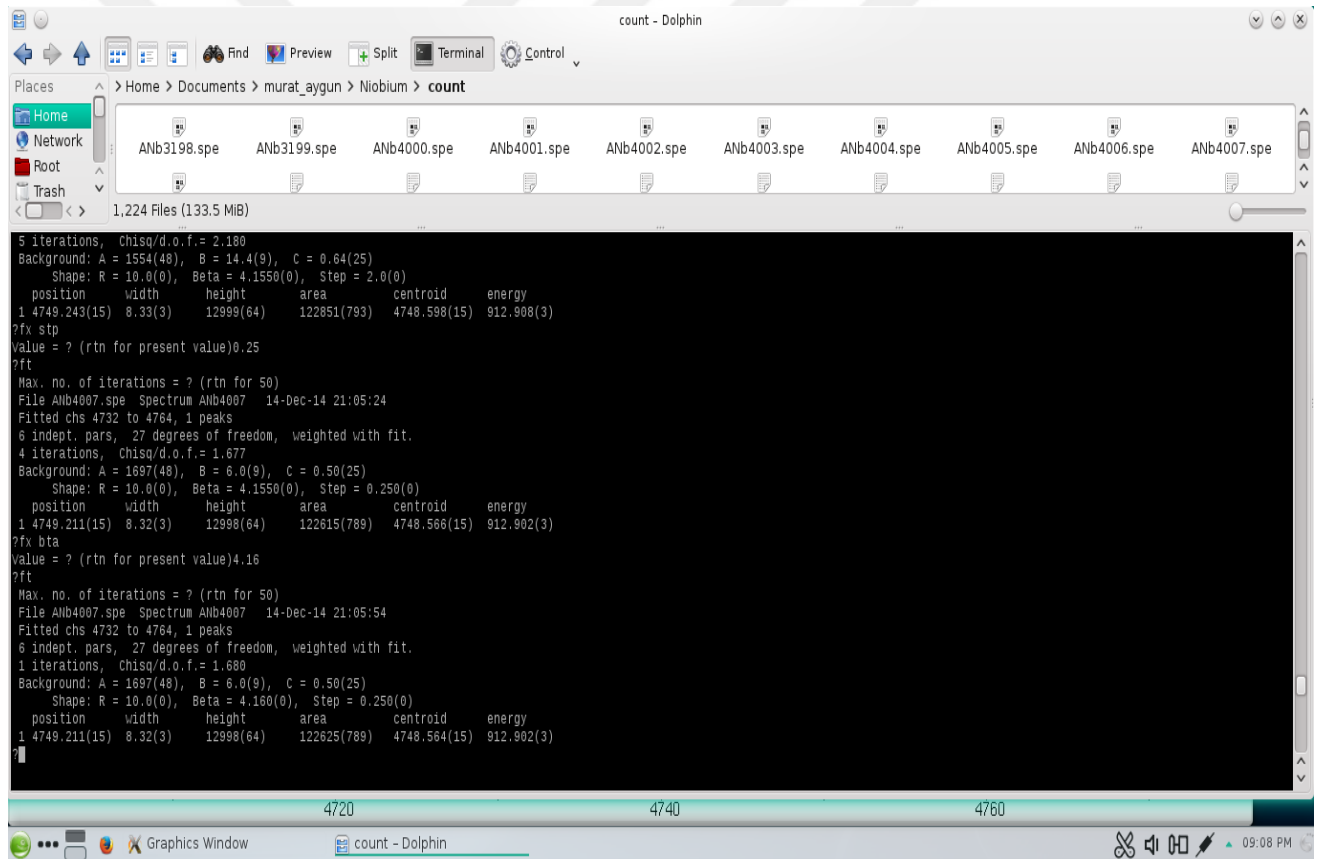 count – Dolphin
Find Preview Split Terminal Control
Places
> Home > Documents > murat_aygun > Niobium > count
Home
Network
Root
Trash
ANb3198.spe ANb3199.spe ANb4000.spe ANb4001.spe ANb4002.spe ANb4003.spe ANb4004.spe ANb4005.spe ANb4006.spe ANb4007.spe
1,224 Files (133.5 MiB)
5 iterations, Chisq/d.o.f.= 2.180
Background: A = 1554(48), B = 14.4(9), C = 0.64(25)
Shape: R = 10.0(0), Beta = 4.1550(0), Step = 2.0(0)
position width height area centroid energy
1 4749.243(15) 8.33(3) 12999(64) 122851(793) 4748.598(15) 912.908(3)
?fx stp
Value = ? (rtn for present value)0.25
?ft
Max. no. of iterations = ? (rtn for 50)
File ANb4007.spe Spectrum ANb4007 14-Dec-14 21:05:24
Fitted chs 4732 to 4764, 1 peaks
6 indept. pars, 27 degrees of freedom, weighted with fit.
4 iterations, Chisq/d.o.f.= 1.677
Background: A = 1697(48), B = 6.0(9), C = 0.50(25)
Shape: R = 10.0(0), Beta = 4.1550(0), Step = 0.250(0)
position width height area centroid energy
1 4749.211(15) 8.32(3) 12998(64) 122615(789) 4748.566(15) 912.902(3)
?fx bta
Value = ? (rtn for present value)4.16
?ft
Max. no. of iterations = ? (rtn for 50)
File ANb4007.spe Spectrum ANb4007 14-Dec-14 21:05:54
Fitted chs 4732 to 4764, 1 peaks
6 indept. pars, 27 degrees of freedom, weighted with fit.
1 iterations, Chisq/d.o.f.= 1.680
Background: A = 1697(48), B = 6.0(9), C = 0.50(25)
Shape: R = 10.0(0), Beta = 4.160(0), Step = 0.250(0)
position width height area centroid energy
1 4749.211(15) 8.32(3) 12998(64) 122625(789) 4748.564(15) 912.902(3)
?
4720 4740 4760
Graphics Window count – Dolphin 09:08 PM